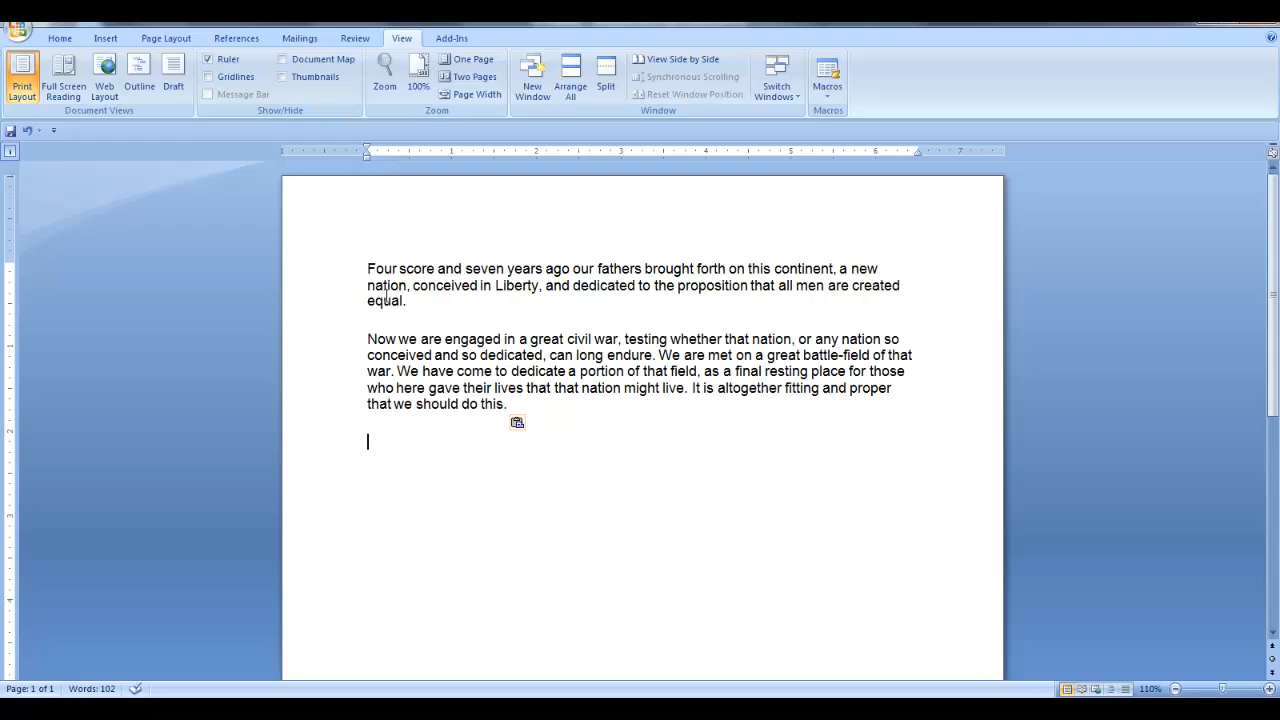 Home Insert Page Layout References Mailings Review View Add-Ins
Print Layout
Full Screen Reading
Web Layout
Outline
Draft
Document Views
Ruler
Gridlines
Message Bar
Document Map
Thumbnails
Show/Hide
Zoom
100%
One Page
Two Pages
Page Width
Zoom
New Window
Arrange All
Split
View Side by Side
Synchronous Scrolling
Reset Window Position
Window
Switch Windows
Macros
Macros
1 1 2 3 4 5 6 7
Four score and seven years ago our fathers brought forth on this continent, a new
nation, conceived in Liberty, and dedicated to the proposition that all men are created
equal.
Now we are engaged in a great civil war, testing whether that nation, or any nation so
conceived and so dedicated, can long endure. We are met on a great battle-field of that
war. We have come to dedicate a portion of that field, as a final resting place for those
who here gave their lives that that nation might live. It is altogether fitting and proper
that we should do this.
Page: 1 of 1 Words: 102 110%